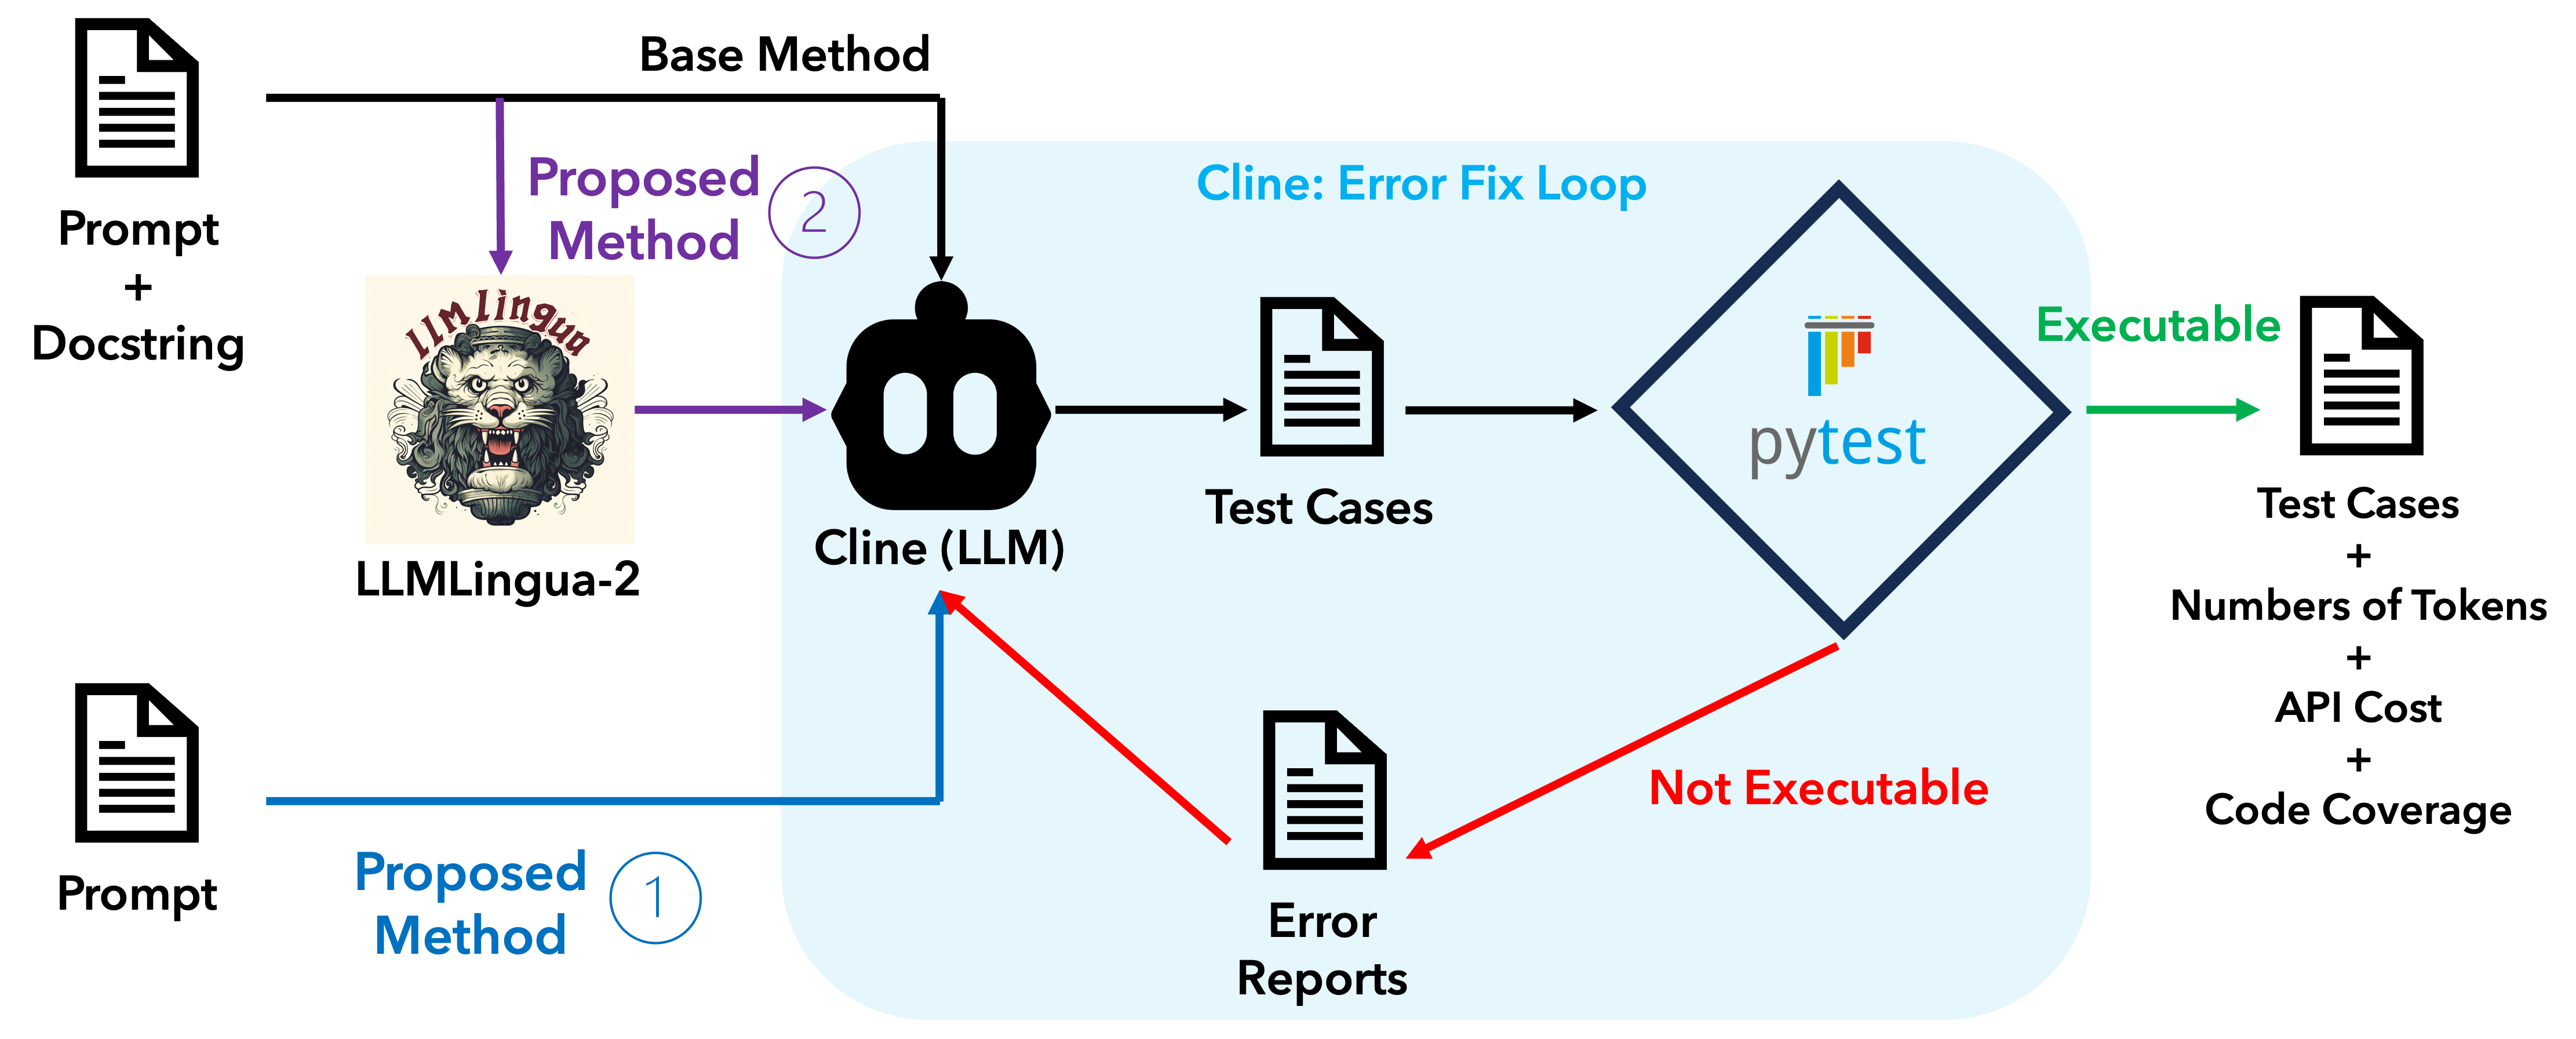 Base Method
Prompt
+
Docstring
Proposed
Method
2
LLMLingua
LLMLingua-2
Cline: Error Fix Loop
Cline (LLM)
Test Cases
pytest
Executable
Test Cases
+
Numbers of Tokens
+
API Cost
+
Code Coverage
Not Executable
Error
Reports
Prompt
Proposed
Method
1